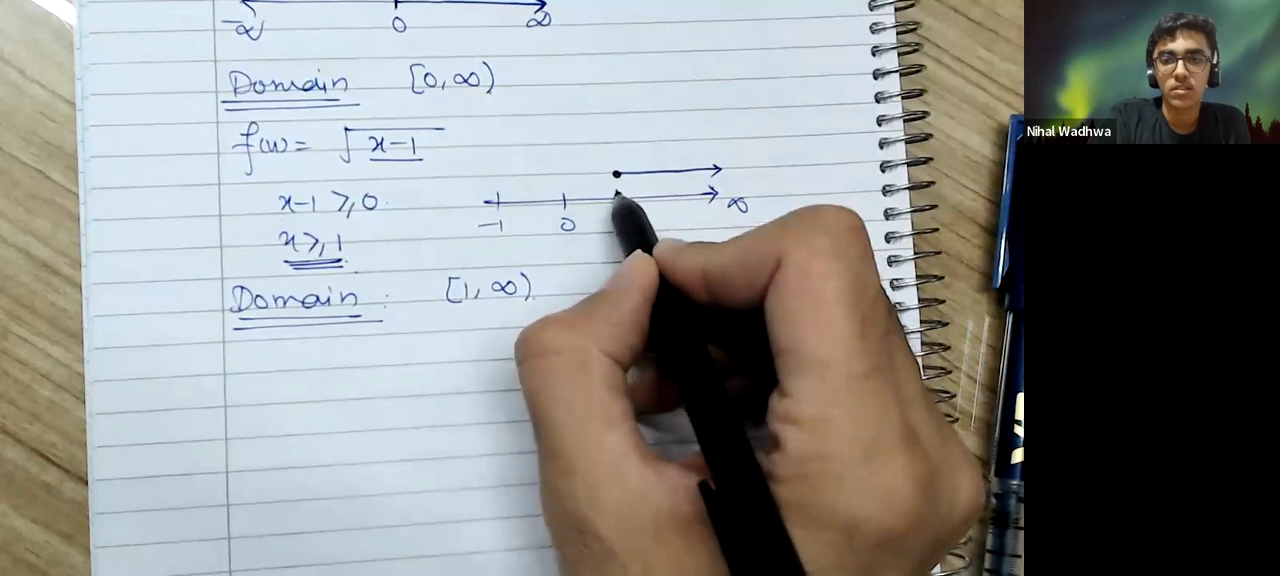 -∞ 0 ∞
Domain [0, ∞)
f(x) = √x-1
x-1 ≥ 0
-1 0 ∞
x ≥ 1
Domain : [1, ∞)
Nihal Wadhwa